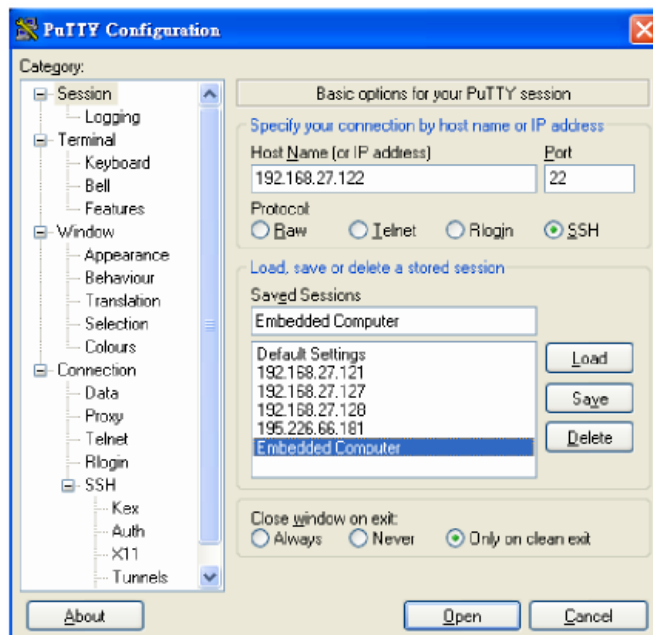 PuTTY Configuration
Category:
Session
Logging
Terminal
Keyboard
Bell
Features
Window
Appearance
Behaviour
Translation
Selection
Colours
Connection
Data
Proxy
Telnet
Rlogin
SSH
Kex
Auth
X11
Tunnels
Basic options for your PuTTY session
Specify your connection by host name or IP address
Host Name (or IP address) Port
192.168.27.122 22
Protocol
Raw Telnet Rlogin SSH
Load, save or delete a stored session
Saved Sessions
Embedded Computer
Default Settings
192.168.27.121
192.168.27.127
192.168.27.128
195.226.66.181
Embedded Computer
Load
Save
Delete
Close window on exit:
Always Never Only on clean exit
About Open Cancel